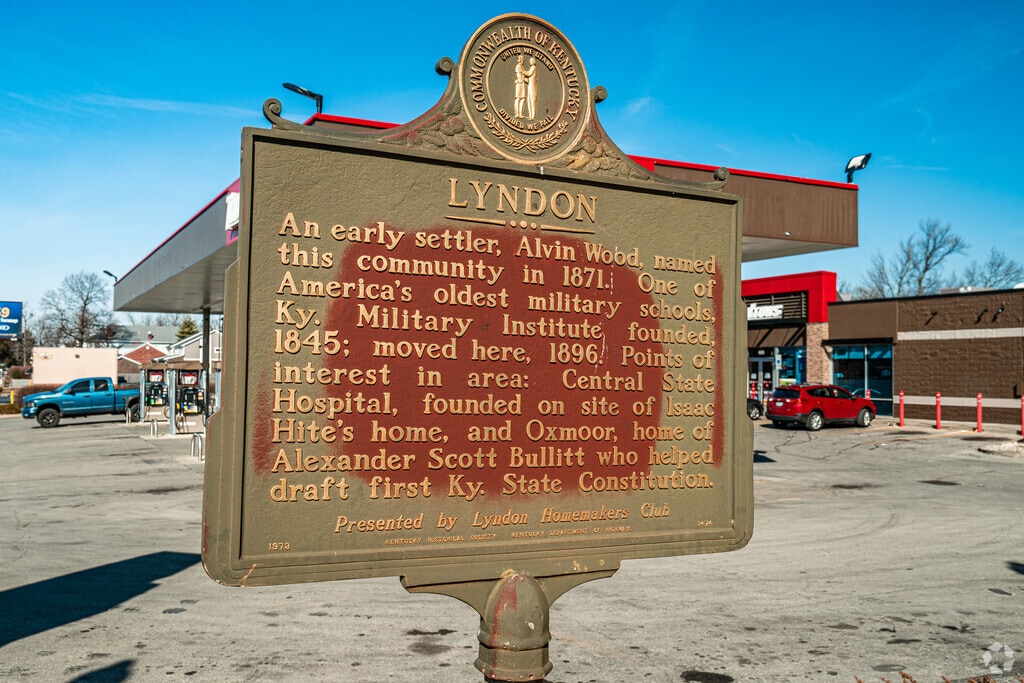 COMMONWEALTH OF KENTUCKY
UNITED WE STAND
DIVIDED WE FALL
LYNDON
An early settler, Alvin Wood, named
this community in 1871. One of
America's oldest military schools,
Ky. Military Institute founded,
1845; moved here, 1896. Points of
interest in area: Central State
Hospital, founded on site of Isaac
Hite's home, and Oxmoor, home of
Alexander Scott Bullitt who helped
draft first Ky. State Constitution.
Presented by Lyndon Homemakers Club
1973 KENTUCKY HISTORICAL SOCIETY KENTUCKY DEPARTMENT OF HIGHWAYS 1474